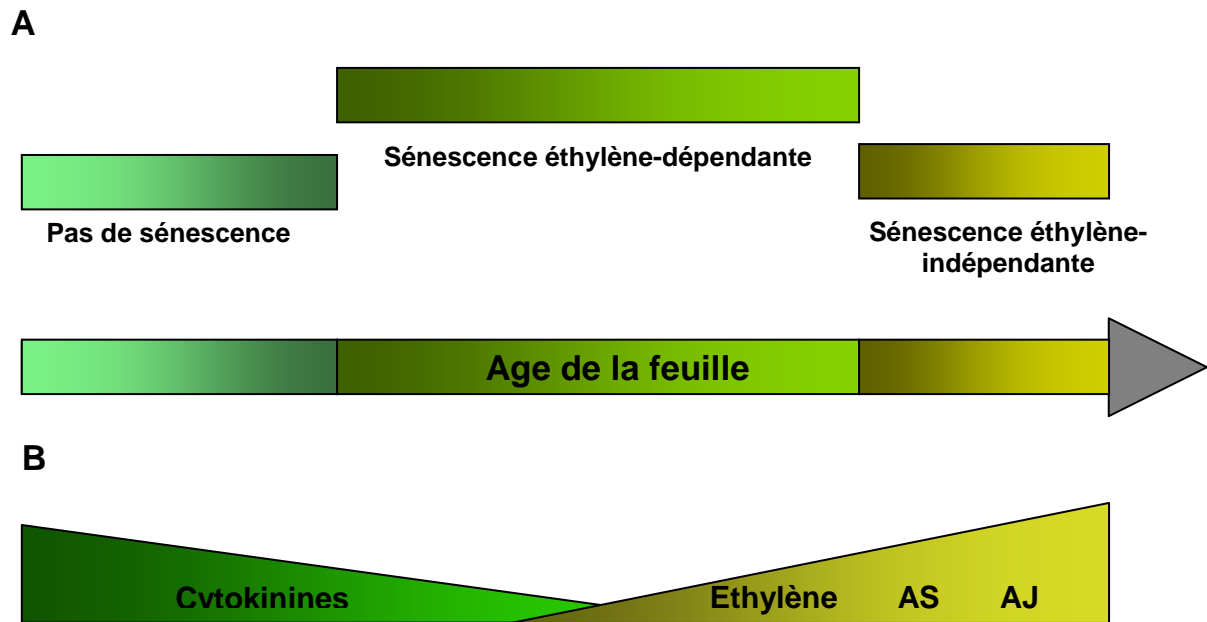 A
Sénescence éthylène-dépendante
Pas de sénescence
Sénescence éthylène-
indépendante
Age de la feuille
B
Cytokinines
Ethylène AS AJ